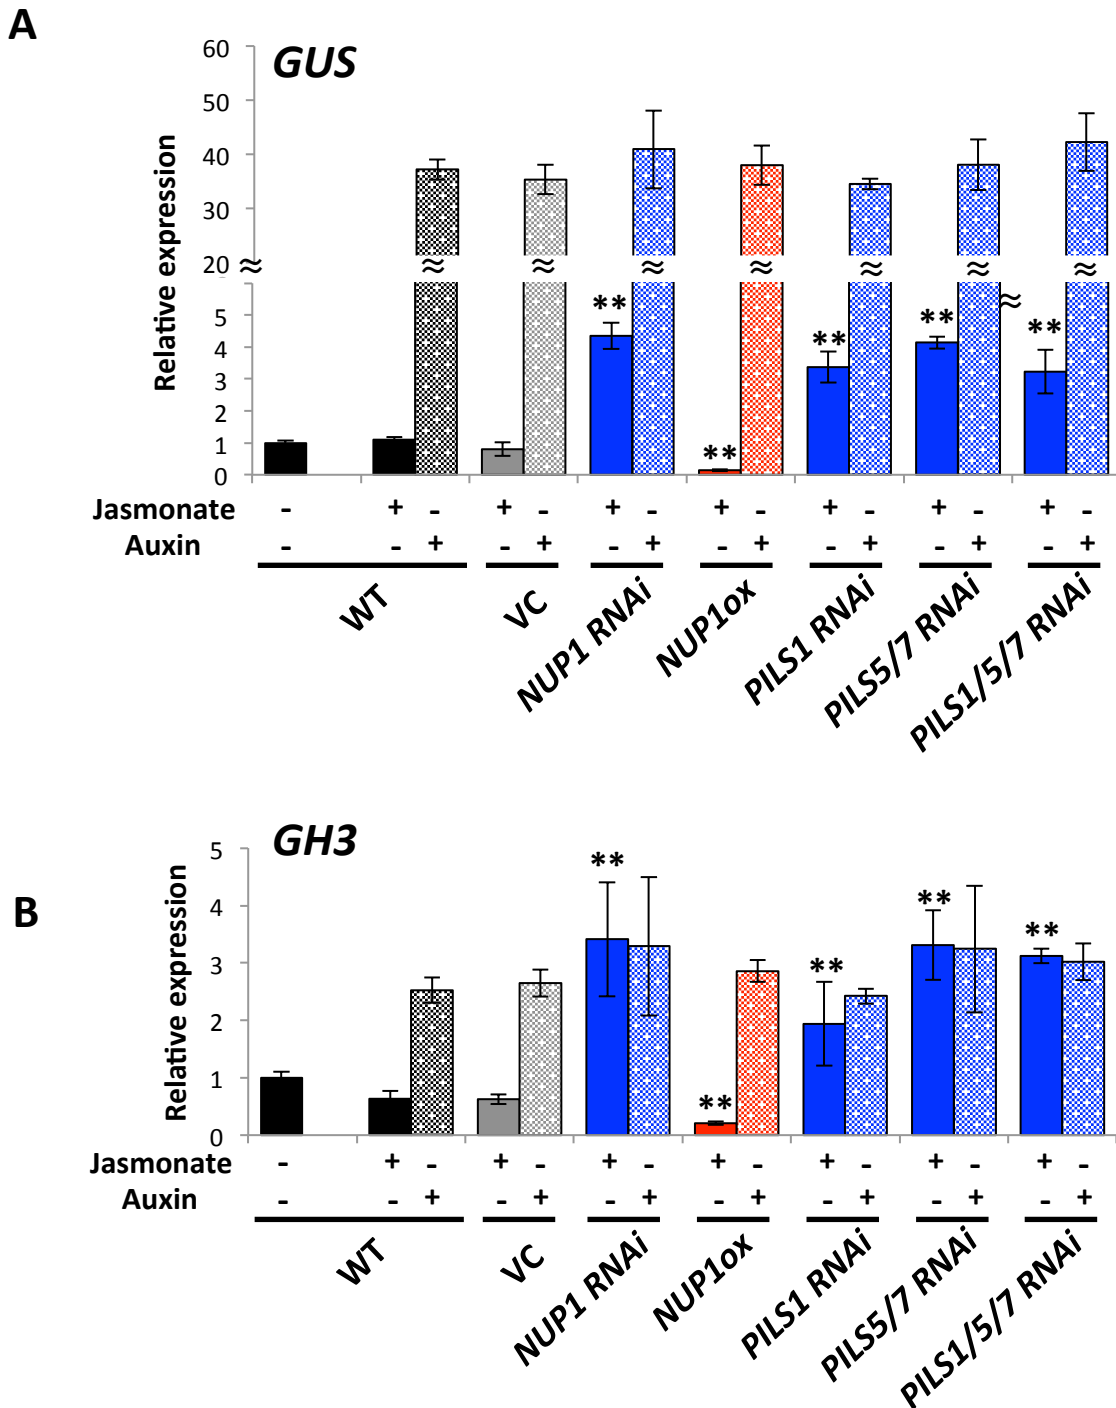 A
GUS
60
50
40
30
20
≈ ≈ ≈ ≈ ≈ ≈ ≈ ≈
≈
5
4
3
2
1
0
Relative expression
** ** ** ** **
Jasmonate - + - + - + - + - + - + - + -
Auxin - - + - + - + - + - + - + - +
WT VC NUP1 RNAi NUP1ox PILS1 RNAi PILS5/7 RNAi PILS1/5/7 RNAi
B
GH3
5
4
3
2
1
0
Relative expression
** ** ** ** **
Jasmonate - + - + - + - + - + - + - + -
Auxin - - + - + - + - + - + - + - +
WT VC NUP1 RNAi NUP1ox PILS1 RNAi PILS5/7 RNAi PILS1/5/7 RNAi